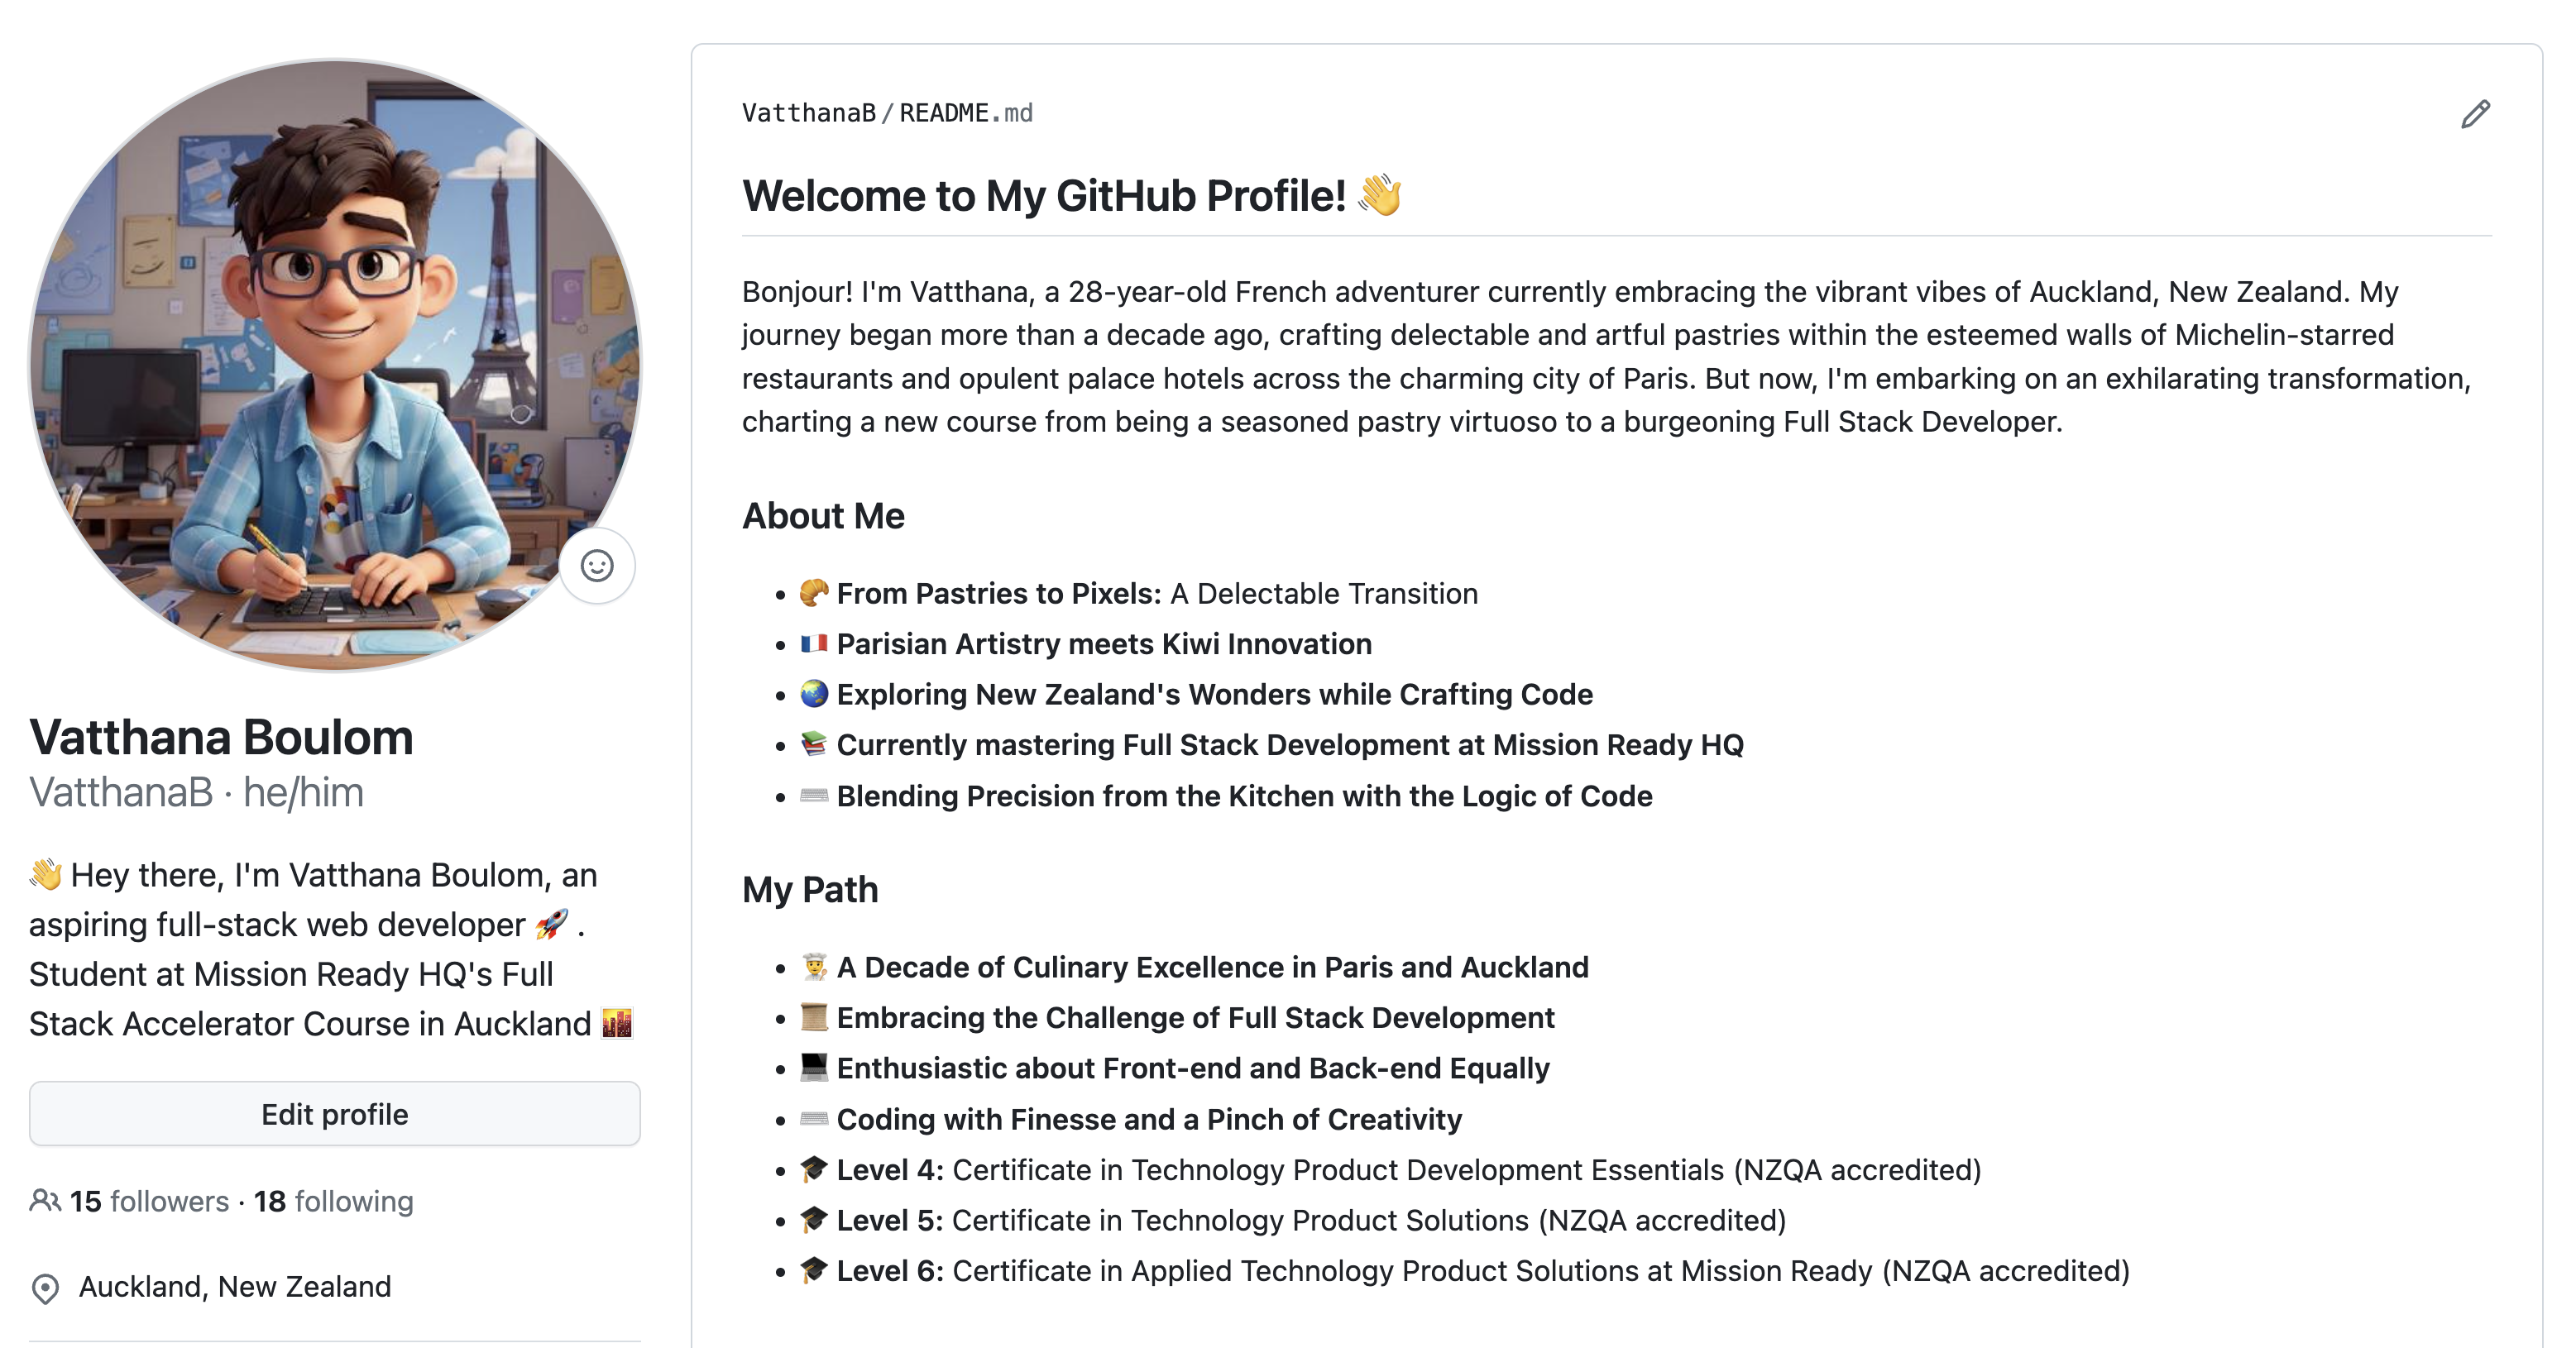 Vatthana Boulom
VatthanaB · he/him
👋 Hey there, I'm Vatthana Boulom, an
aspiring full-stack web developer 🚀 .
Student at Mission Ready HQ's Full
Stack Accelerator Course in Auckland 🌇
Edit profile
15 followers · 18 following
Auckland, New Zealand
VatthanaB / README.md
Welcome to My GitHub Profile! 👋
Bonjour! I'm Vatthana, a 28-year-old French adventurer currently embracing the vibrant vibes of Auckland, New Zealand. My
journey began more than a decade ago, crafting delectable and artful pastries within the esteemed walls of Michelin-starred
restaurants and opulent palace hotels across the charming city of Paris. But now, I'm embarking on an exhilarating transformation,
charting a new course from being a seasoned pastry virtuoso to a burgeoning Full Stack Developer.
About Me
• 🥐 From Pastries to Pixels: A Delectable Transition
• 🇫🇷 Parisian Artistry meets Kiwi Innovation
• 🌏 Exploring New Zealand's Wonders while Crafting Code
• 📚 Currently mastering Full Stack Development at Mission Ready HQ
• ⌨️ Blending Precision from the Kitchen with the Logic of Code
My Path
• 👨‍🍳 A Decade of Culinary Excellence in Paris and Auckland
• 📜 Embracing the Challenge of Full Stack Development
• 💻 Enthusiastic about Front-end and Back-end Equally
• ⌨️ Coding with Finesse and a Pinch of Creativity
• 🎓 Level 4: Certificate in Technology Product Development Essentials (NZQA accredited)
• 🎓 Level 5: Certificate in Technology Product Solutions (NZQA accredited)
• 🎓 Level 6: Certificate in Applied Technology Product Solutions at Mission Ready (NZQA accredited)